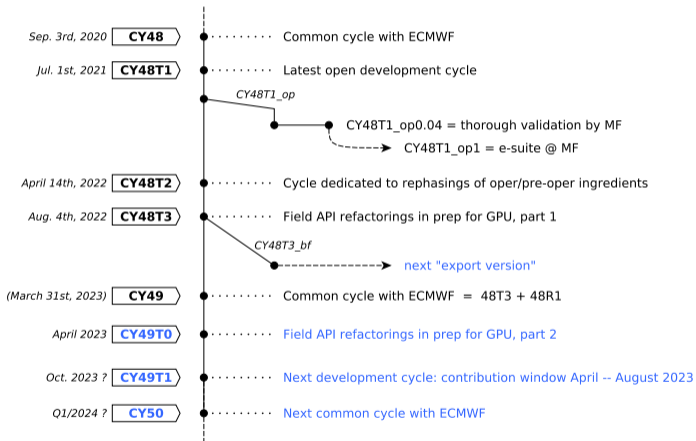 Sep. 3rd, 2020 CY48 Common cycle with ECMWF
Jul. 1st, 2021 CY48T1 Latest open development cycle
CY48T1_op
CY48T1_op0.04 = thorough validation by MF
CY48T1_op1 = e-suite @ MF
April 14th, 2022 CY48T2 Cycle dedicated to rephasings of oper/pre-oper ingredients
Aug. 4th, 2022 CY48T3 Field API refactorings in prep for GPU, part 1
CY48T3_bf
next "export version"
(March 31st, 2023) CY49 Common cycle with ECMWF = 48T3 + 48R1
April 2023 CY49T0 Field API refactorings in prep for GPU, part 2
Oct. 2023 ? CY49T1 Next development cycle: contribution window April -- August 2023
Q1/2024 ? CY50 Next common cycle with ECMWF